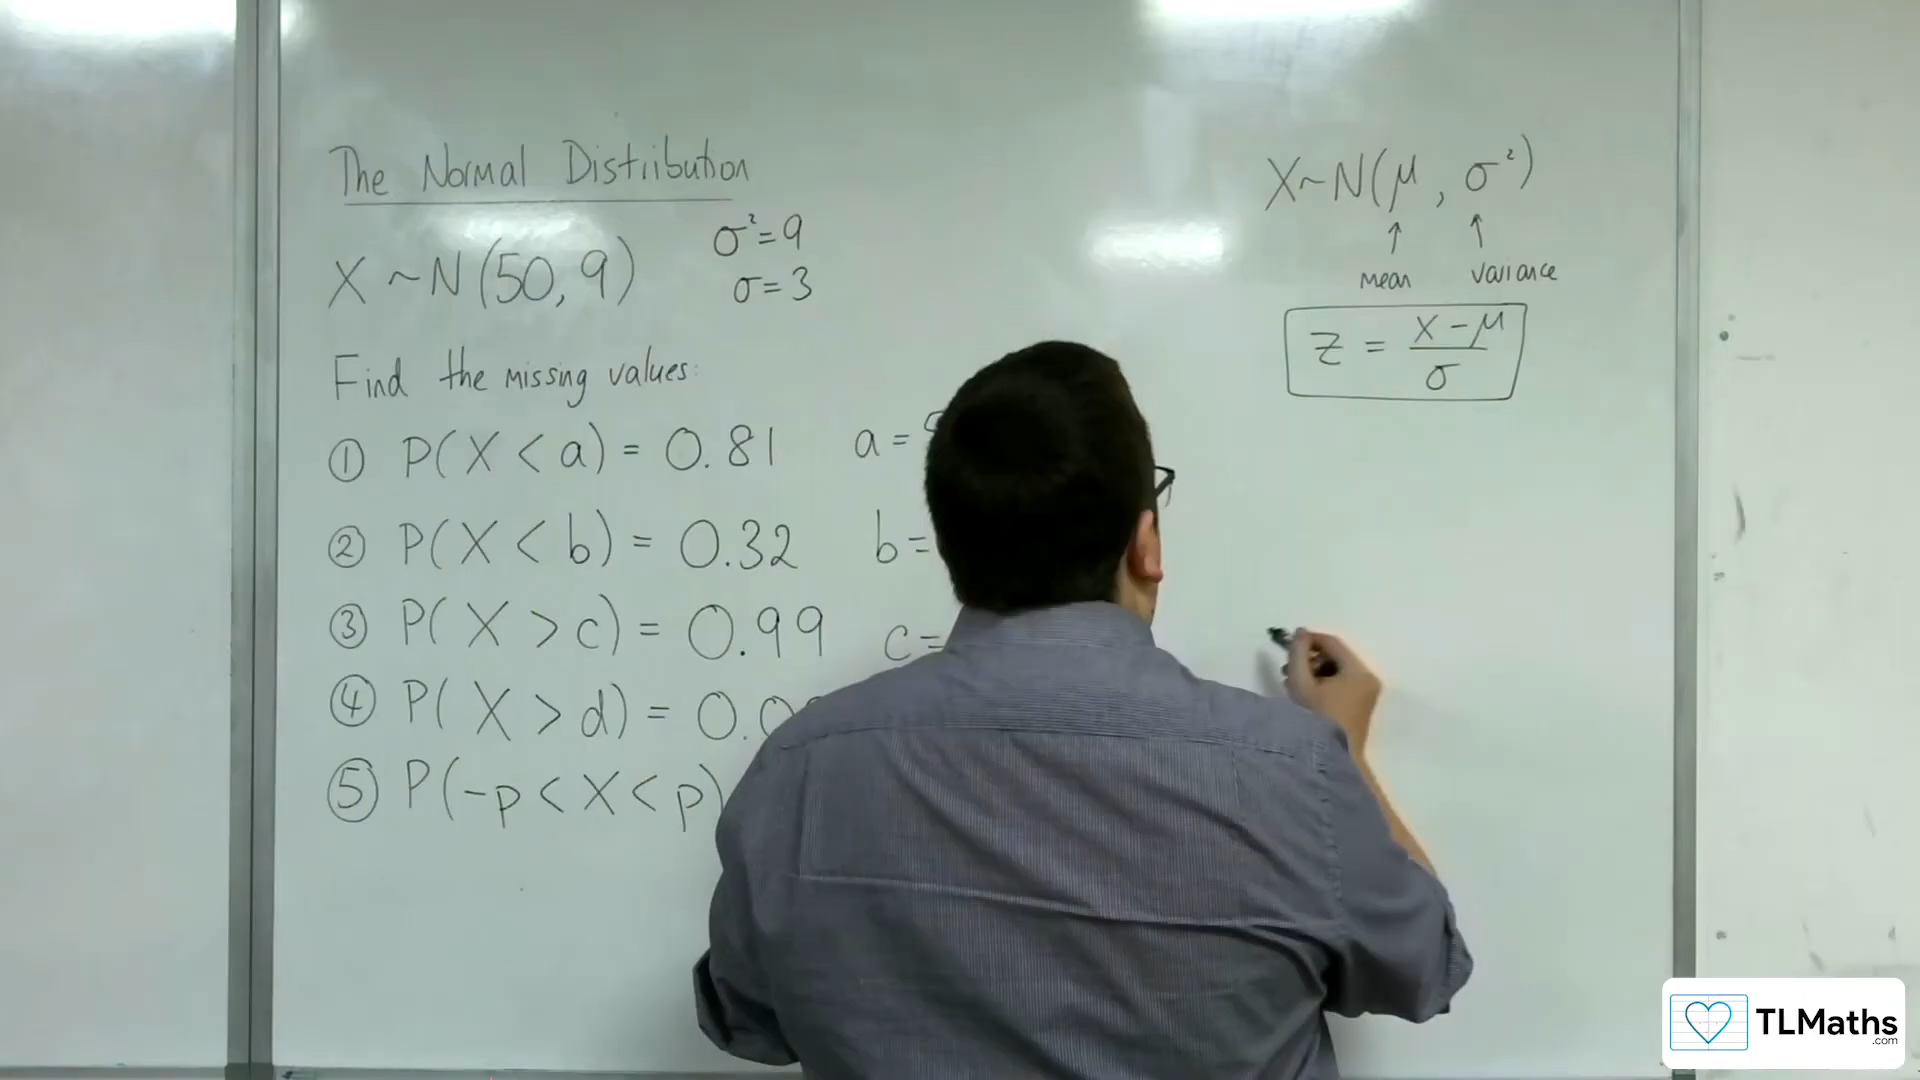 The Normal Distribution
X ~ N(50, 9)
σ² = 9
σ = 3
Find the missing values:
① P(X < a) = 0.81 a =
② P(X < b) = 0.32 b =
③ P(X > c) = 0.99 c =
④ P(X > d) = 0.0
⑤ P(-p < X < p)
X ~ N(μ, σ²)
↑ ↑
mean variance
Z = (X - μ) / σ
TLMaths
.com